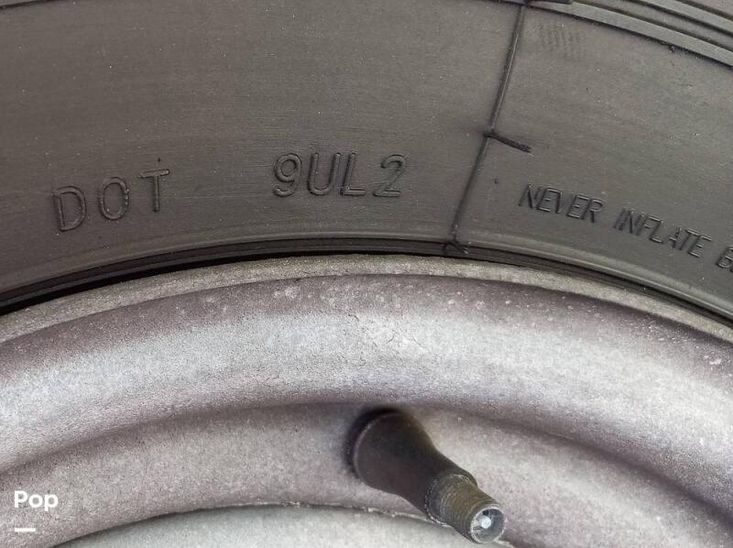 DOT 9UL2
NEVER INFLATE
Pop